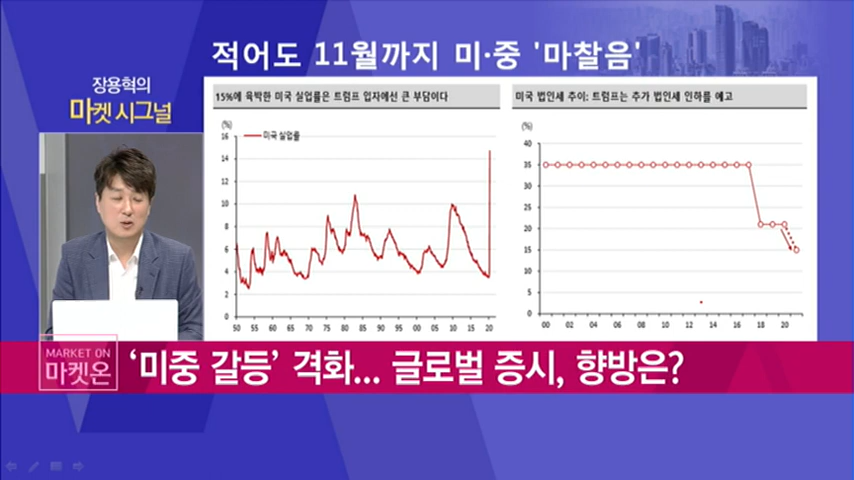 적어도 11월까지 미·중 '마찰음'
장용혁의
마켓 시그널
15%에 육박한 미국 실업률은 트럼프 입자에선 큰 부담이다
(%)
미국 실업률
16
14
12
10
8
6
4
2
0
50 55 60 65 70 75 80 85 90 95 00 05 10 15 20
미국 법인세 추이: 트럼프는 추가 법인세 인하를 예고
(%)
40
35
30
25
20
15
10
5
0
00 02 04 06 08 10 12 14 16 18 20
MARKET ON
마켓온
‘미중 갈등’ 격화... 글로벌 증시, 향방은?